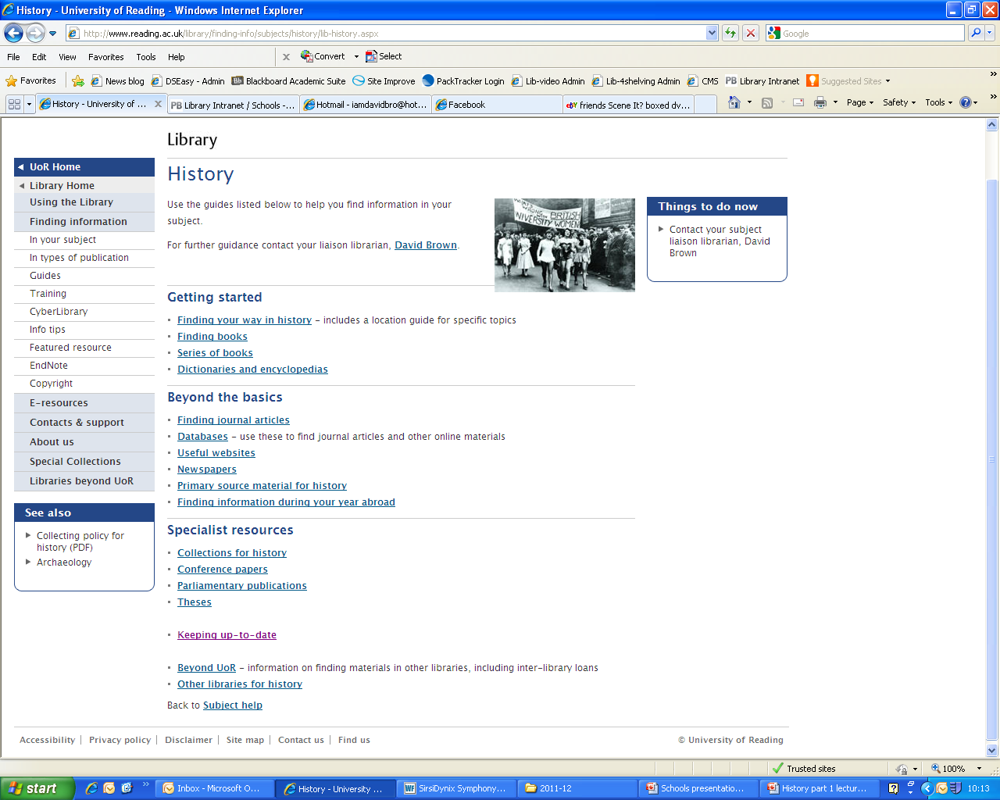 History - University of Reading - Windows Internet Explorer
http://www.reading.ac.uk/library/finding-info/subjects/history/lib-history.aspx
Google
File Edit View Favorites Tools Help
Convert Select
Favorites News blog DSEasy - Admin Blackboard Academic Suite Site Improve PackTracker Login Lib-video Admin Lib-4shelving Admin CMS PB Library Intranet Suggested Sites
History - University of ... PB Library Intranet / Schools -... Hotmail - iamdavidbro@hot... Facebook friends Scene It? boxed dv... Page Safety Tools
Library
UoR Home
Library Home
Using the Library
Finding information
In your subject
In types of publication
Guides
Training
CyberLibrary
Info tips
Featured resource
EndNote
Copyright
E-resources
Contacts & support
About us
Special Collections
Libraries beyond UoR
See also
Collecting policy for
history (PDF)
Archaeology
History
Use the guides listed below to help you find information in your
subject.
For further guidance contact your liaison librarian, David Brown.
BRITISH
UNIVERSITY WOMEN
Things to do now
Contact your subject
liaison librarian, David
Brown
Getting started
Finding your way in history - includes a location guide for specific topics
Finding books
Series of books
Dictionaries and encyclopedias
Beyond the basics
Finding journal articles
Databases - use these to find journal articles and other online materials
Useful websites
Newspapers
Primary source material for history
Finding information during your year abroad
Specialist resources
Collections for history
Conference papers
Parliamentary publications
Theses
Keeping up-to-date
Beyond UoR - information on finding materials in other libraries, including inter-library loans
Other libraries for history
Back to Subject help
Accessibility | Privacy policy | Disclaimer | Site map | Contact us | Find us
© University of Reading
Trusted sites 100%
start Inbox - Microsoft O... History - University ... SirsiDynix Symphony... 2011-12 Schools presentatio... History part 1 lectur... 10:13